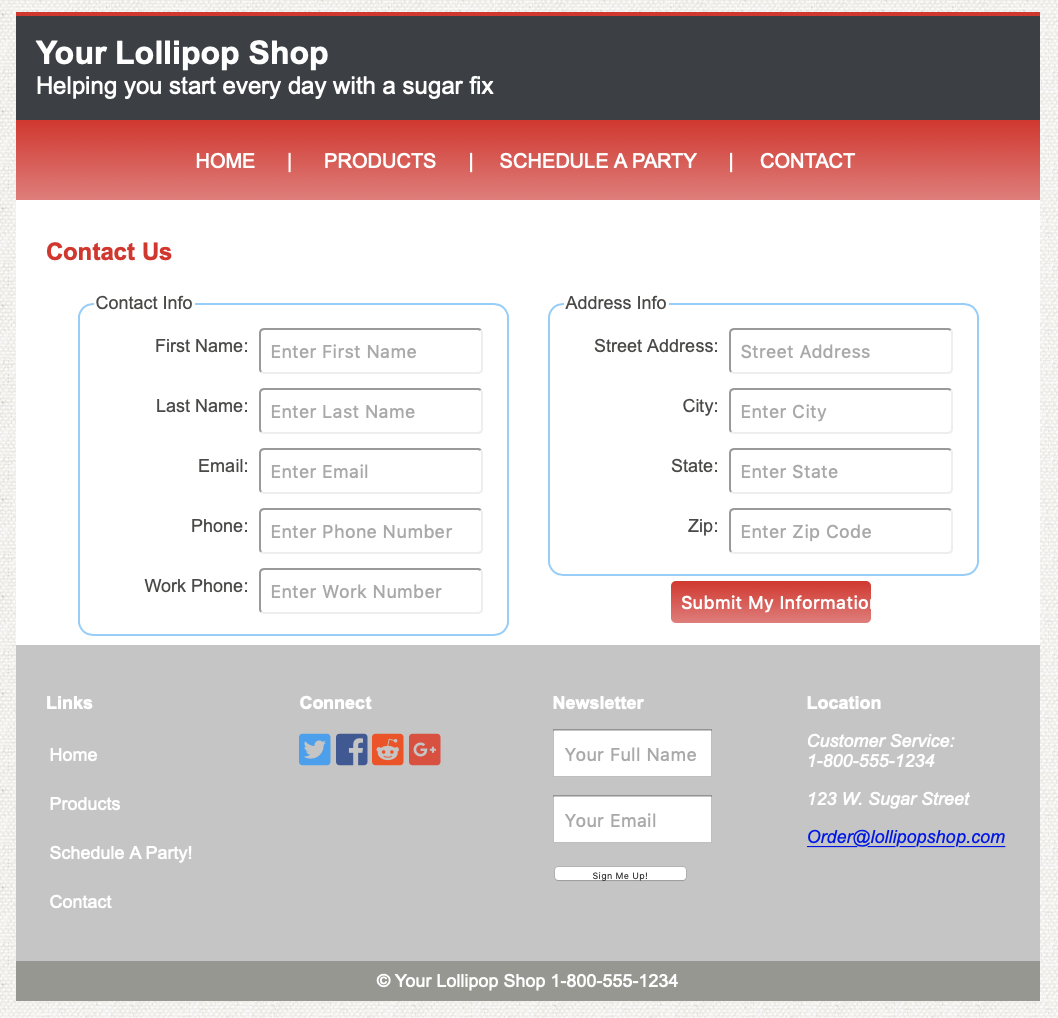 Your Lollipop Shop
Helping you start every day with a sugar fix
HOME | PRODUCTS | SCHEDULE A PARTY | CONTACT
Contact Us
Contact Info
First Name: Enter First Name
Last Name: Enter Last Name
Email: Enter Email
Phone: Enter Phone Number
Work Phone: Enter Work Number
Address Info
Street Address: Street Address
City: Enter City
State: Enter State
Zip: Enter Zip Code
Submit My Information
Links
Home
Products
Schedule A Party!
Contact
Connect
G+
Newsletter
Your Full Name
Your Email
Sign Me Up!
Location
Customer Service:
1-800-555-1234
123 W. Sugar Street
Order@lollipopshop.com
© Your Lollipop Shop 1-800-555-1234